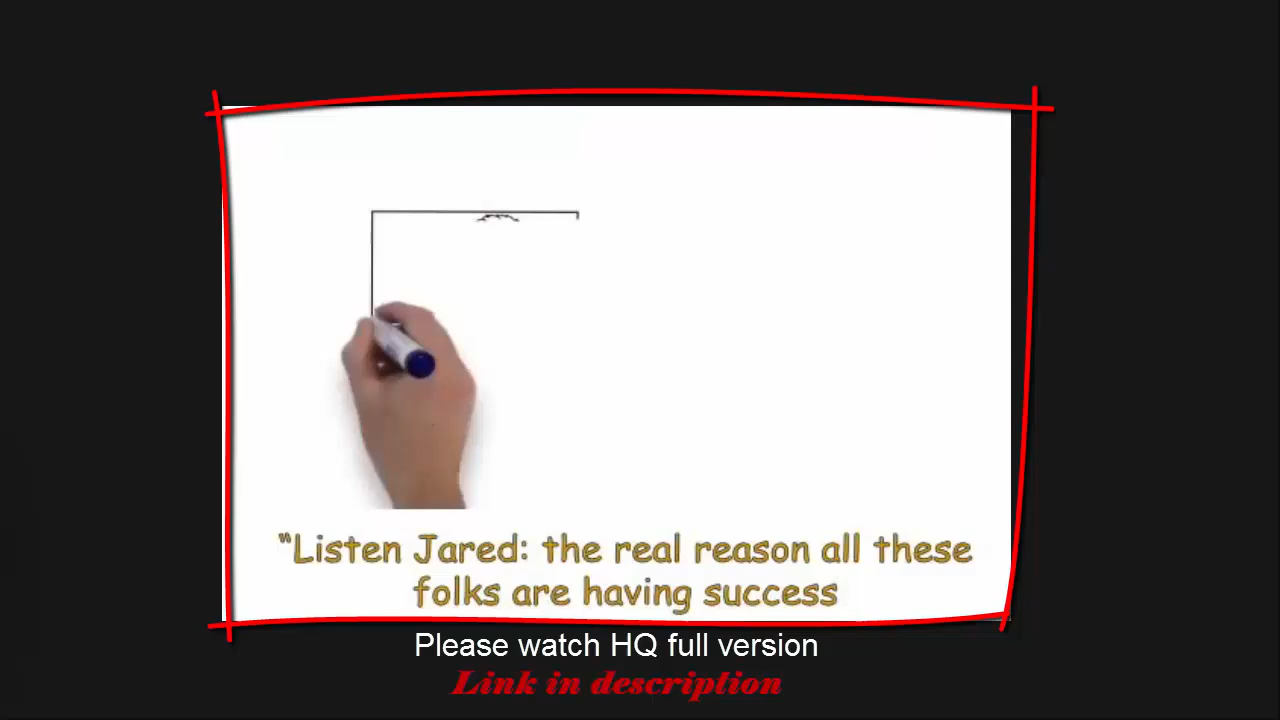 “Listen Jared: the real reason all these
folks are having success
Please watch HQ full version
Link in description